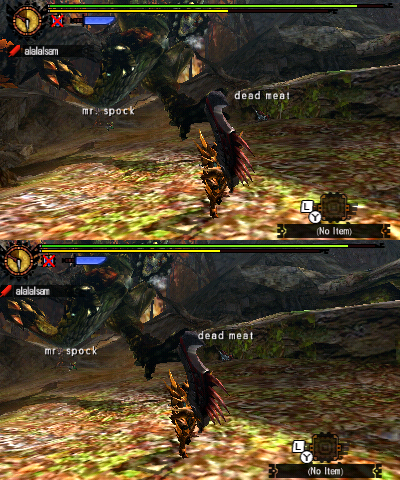 alalalsam
dead meat
mr. spock
L
Y
(No Item)
alalalsam
dead meat
mr. spock
L
Y
(No Item)